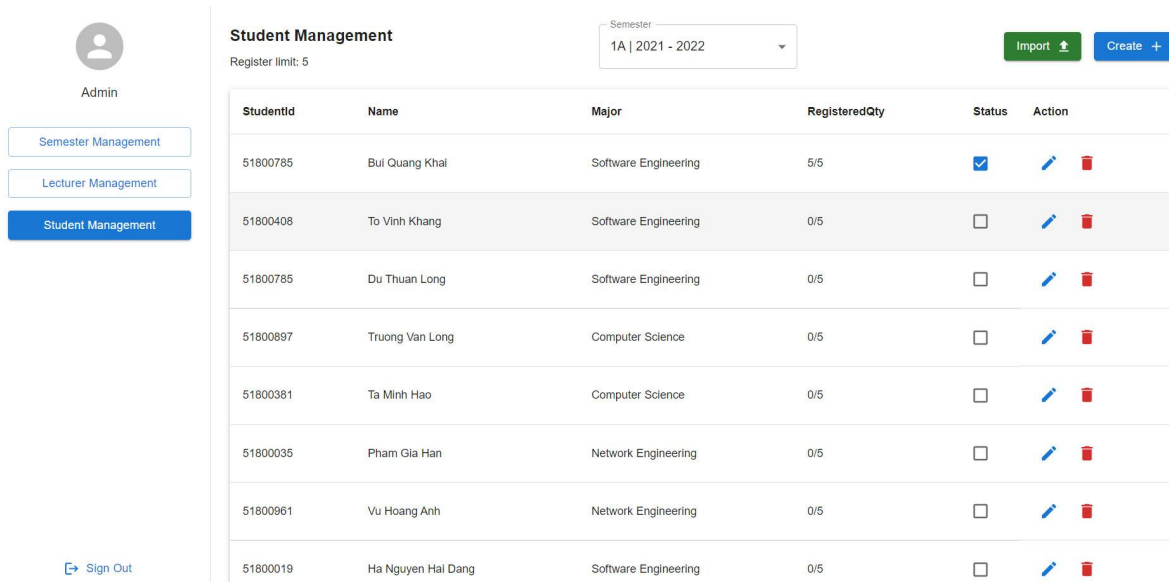 Admin
Semester Management
Lecturer Management
Student Management
Sign Out
Student Management
Register limit: 5
Semester
1A | 2021 - 2022
Import
Create +
StudentId Name Major RegisteredQty Status Action
51800785 Bui Quang Khai Software Engineering 5/5
51800408 To Vinh Khang Software Engineering 0/5
51800785 Du Thuan Long Software Engineering 0/5
51800897 Truong Van Long Computer Science 0/5
51800381 Ta Minh Hao Computer Science 0/5
51800035 Pham Gia Han Network Engineering 0/5
51800961 Vu Hoang Anh Network Engineering 0/5
51800019 Ha Nguyen Hai Dang Software Engineering 0/5